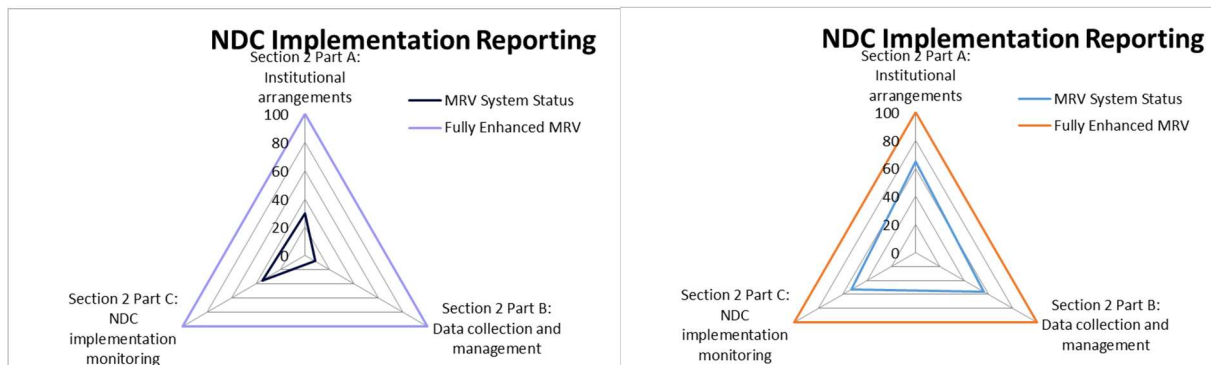 NDC Implementation Reporting
Section 2 Part A:
Institutional
arrangements
MRV System Status
Fully Enhanced MRV
100
80
60
40
20
0
Section 2 Part C:
NDC
implementation
monitoring
Section 2 Part B:
Data collection and
management
NDC Implementation Reporting
Section 2 Part A:
Institutional
arrangements
MRV System Status
Fully Enhanced MRV
100
80
60
40
20
0
Section 2 Part C:
NDC
implementation
monitoring
Section 2 Part B:
Data collection and
management